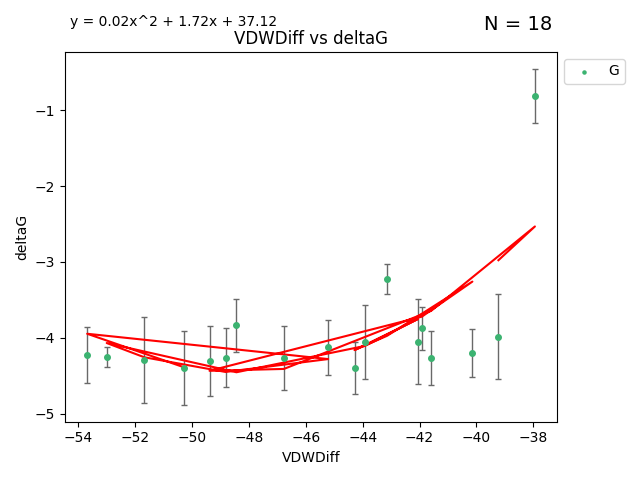 y = 0.02x^2 + 1.72x + 37.12
N = 18
VDWDiff vs deltaG
G
−1
−2
−3
−4
−5
deltaG
−54 −52 −50 −48 −46 −44 −42 −40 −38
VDWDiff